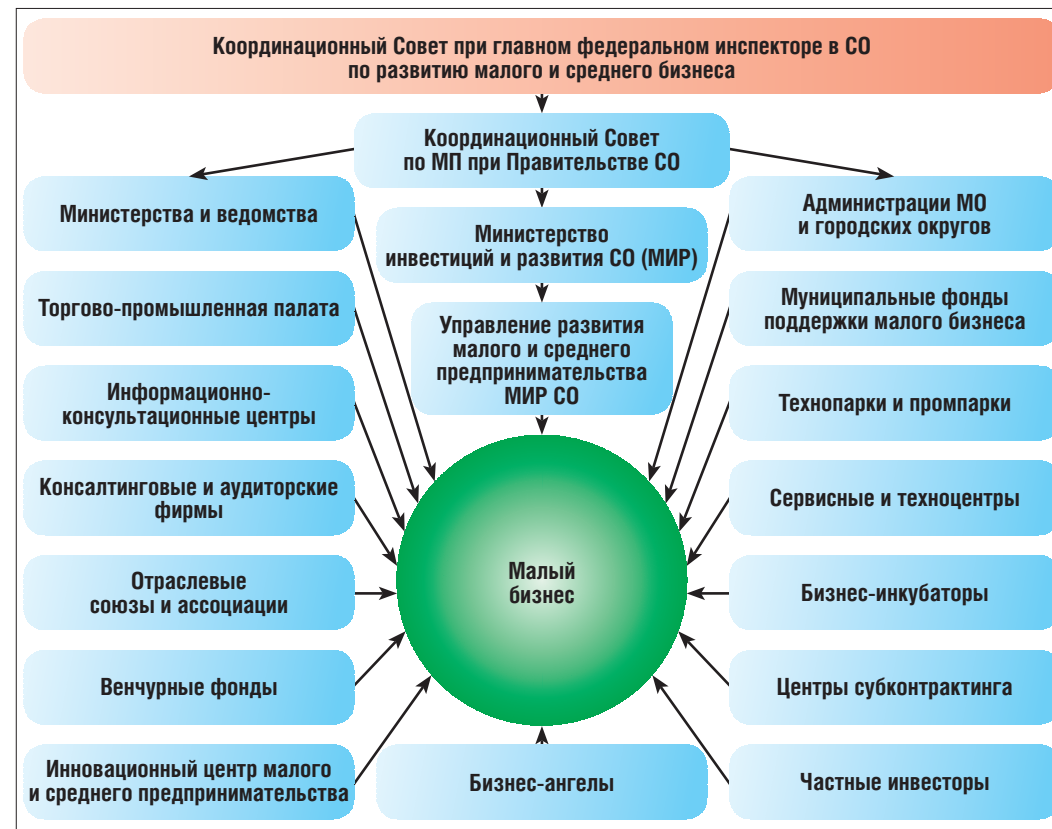 Координационный Совет при главном федеральном инспекторе в СО
по развитию малого и среднего бизнеса
Координационный Совет
по МП при Правительстве СО
Министерства и ведомства
Министерство
инвестиций и развития СО (МИР)
Администрации МО
и городских округов
Торгово-промышленная палата
Управление развития
малого и среднего
предпринимательства
МИР СО
Муниципальные фонды
поддержки малого бизнеса
Информационно-
консультационные центры
Технопарки и промпарки
Консалтинговые и аудиторские
фирмы
Сервисные и техноцентры
Малый
бизнес
Отраслевые
союзы и ассоциации
Бизнес-инкубаторы
Венчурные фонды
Центры субконтрактинга
Инновационный центр малого
и среднего предпринимательства
Бизнес-ангелы
Частные инвесторы